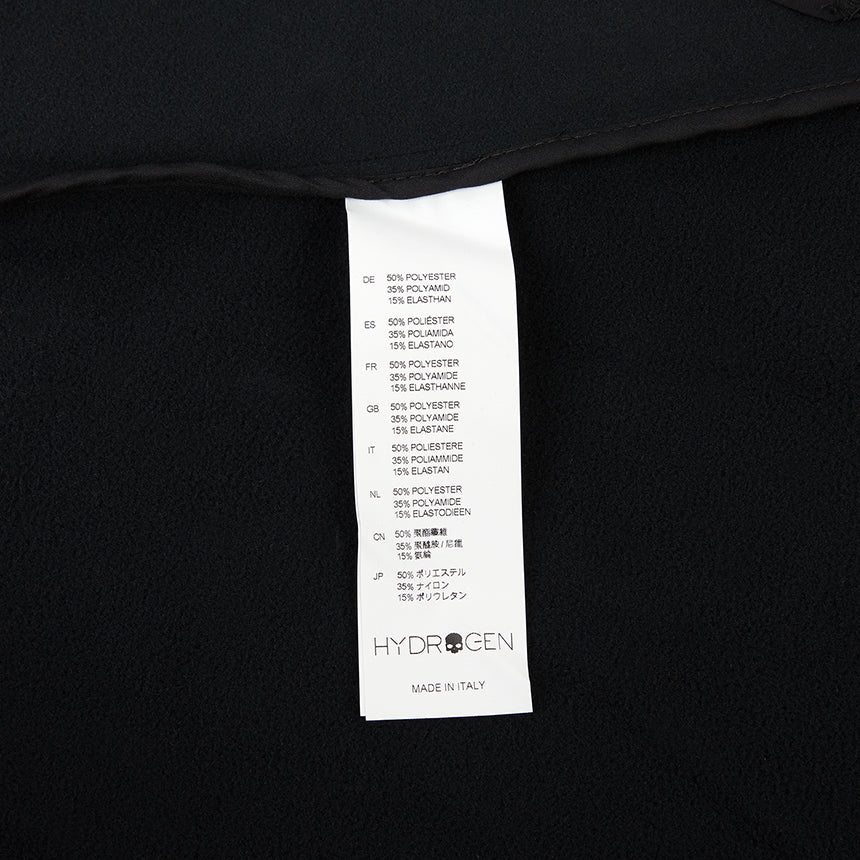 DE 50% POLYESTER
35% POLYAMID
15% ELASTHAN
ES 50% POLIÉSTER
35% POLIAMIDA
15% ELASTANO
FR 50% POLYESTER
35% POLYAMIDE
15% ELASTHANNE
GB 50% POLYESTER
35% POLYAMIDE
15% ELASTANE
IT 50% POLIESTERE
35% POLIAMMIDE
15% ELASTAN
NL 50% POLYESTER
35% POLYAMIDE
15% ELASTODIEEN
CN 50% 聚酯纖維
35% 聚醯胺 / 尼龍
15% 氨綸
JP 50% ポリエステル
35% ナイロン
15% ポリウレタン
HYDROGEN
MADE IN ITALY